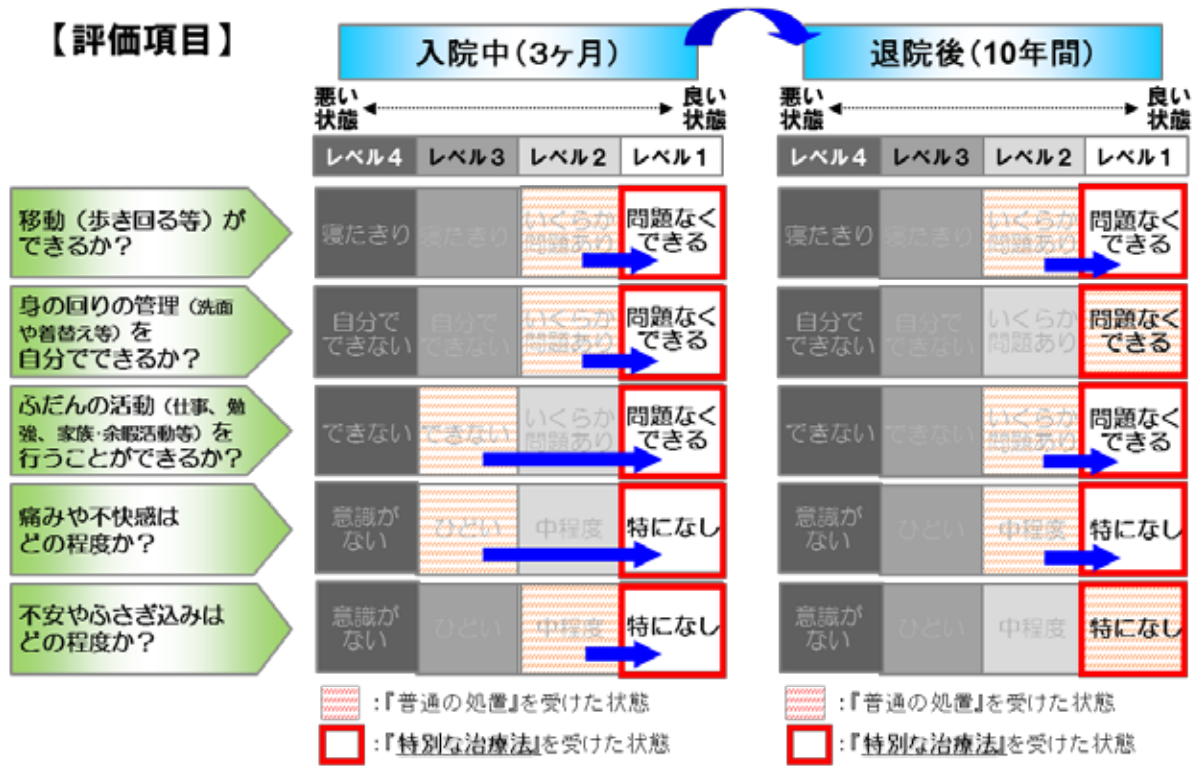 【評価項目】
入院中(3ヶ月)
退院後(10年間)
悪い
状態
良い
状態
悪い
状態
良い
状態
レベル4 レベル3 レベル2 レベル1
レベル4 レベル3 レベル2 レベル1
移動（歩き回る等）が
できるか？
寝たきり
寝たきり
いくらか
問題あり
問題なく
できる
寝たきり
寝たきり
いくらか
問題あり
問題なく
できる
身の回りの管理（洗面
や着替え等）を
自分でできるか？
自分で
できない
自分で
できない
いくらか
問題あり
問題なく
できる
自分で
できない
自分で
できない
いくらか
問題あり
問題なく
できる
ふだんの活動（仕事、勉
強、家族・余暇活動等）を
行うことができるか？
できない
できない
いくらか
問題あり
問題なく
できる
できない
できない
いくらか
問題あり
問題なく
できる
痛みや不快感は
どの程度か？
意識が
ない
ひどい
中程度
特になし
意識が
ない
ひどい
中程度
特になし
不安やふさぎ込みは
どの程度か？
意識が
ない
ひどい
中程度
特になし
意識が
ない
ひどい
中程度
特になし
：『普通の処置』を受けた状態
：『特別な治療法』を受けた状態
：『普通の処置』を受けた状態
：『特別な治療法』を受けた状態